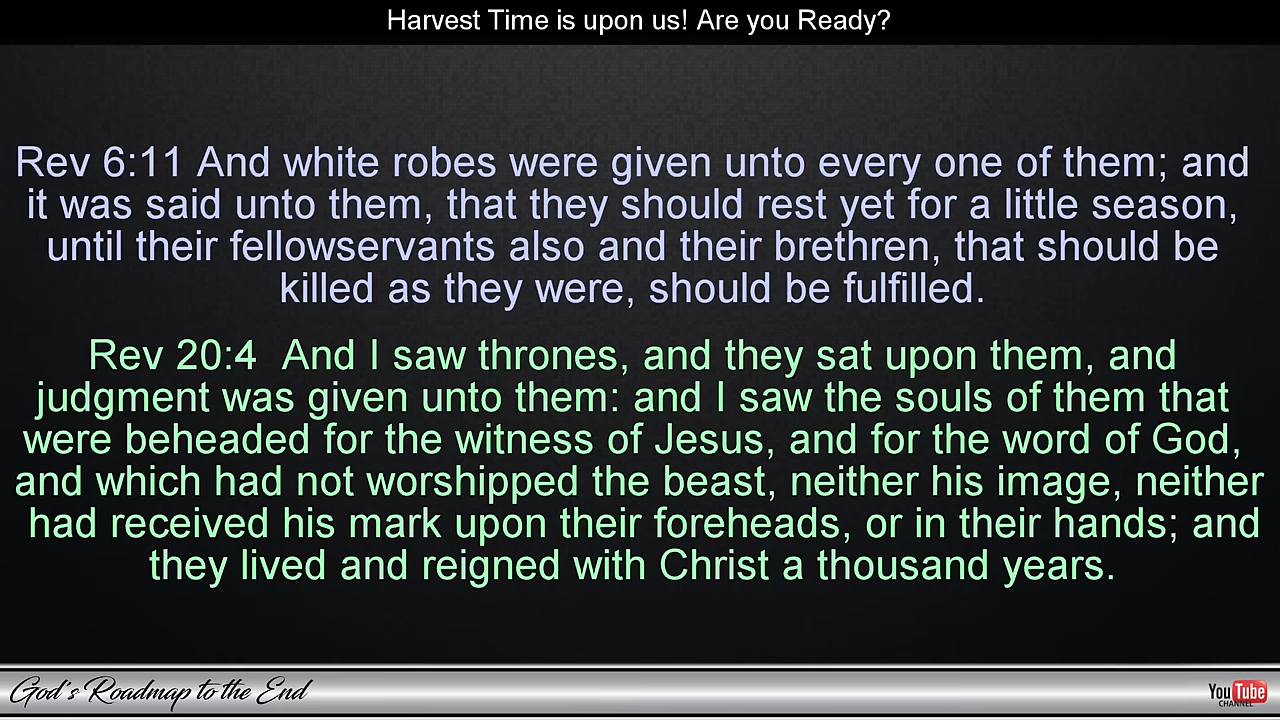 Harvest Time is upon us! Are you Ready?
Rev 6:11 And white robes were given unto every one of them; and
it was said unto them, that they should rest yet for a little season,
until their fellowservants also and their brethren, that should be
killed as they were, should be fulfilled.
Rev 20:4 And I saw thrones, and they sat upon them, and
judgment was given unto them: and I saw the souls of them that
were beheaded for the witness of Jesus, and for the word of God,
and which had not worshipped the beast, neither his image, neither
had received his mark upon their foreheads, or in their hands; and
they lived and reigned with Christ a thousand years.
God's Roadmap to the End
YouTube
CHANNEL